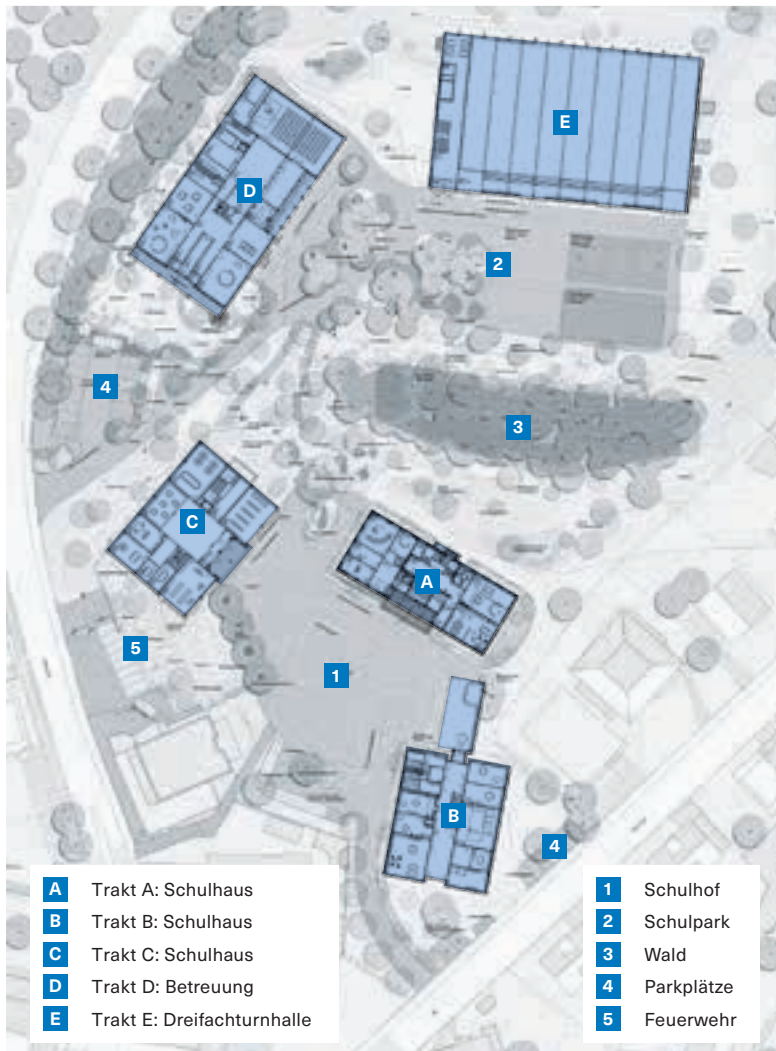 E
D
2
4
3
C
A
5
1
B
4
A Trakt A: Schulhaus
B Trakt B: Schulhaus
C Trakt C: Schulhaus
D Trakt D: Betreuung
E Trakt E: Dreifachturnhalle
1 Schulhof
2 Schulpark
3 Wald
4 Parkplätze
5 Feuerwehr